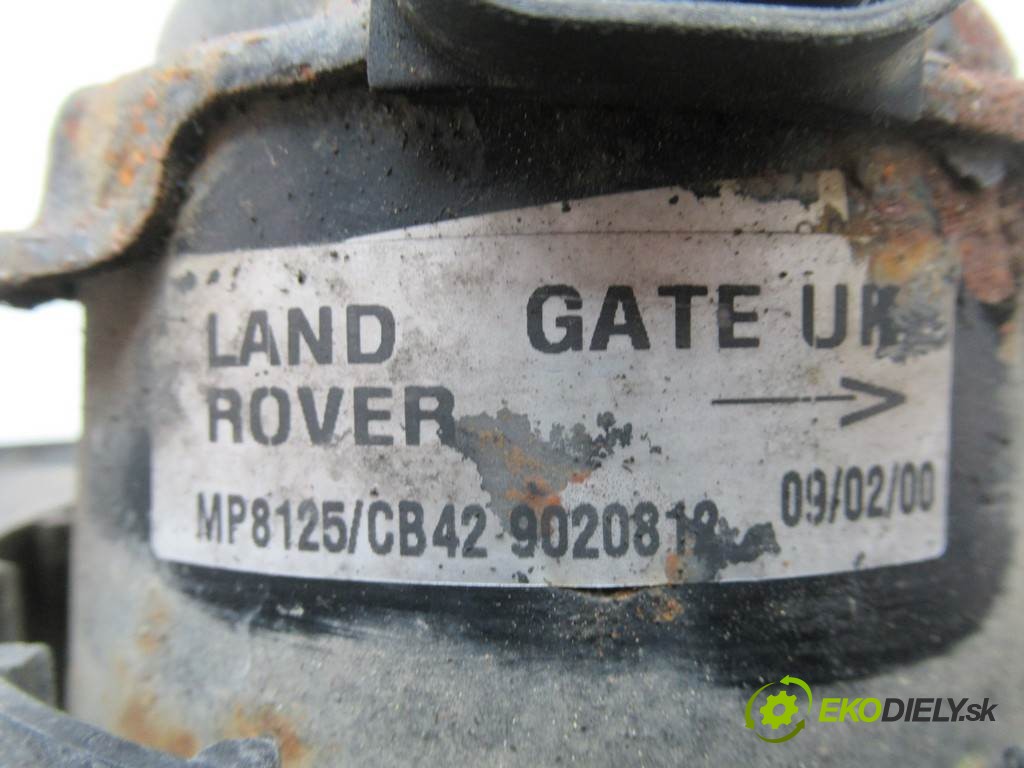 LAND GATE
ROVER
MP8125/CB42 09/02/00
EKODIELY.sk